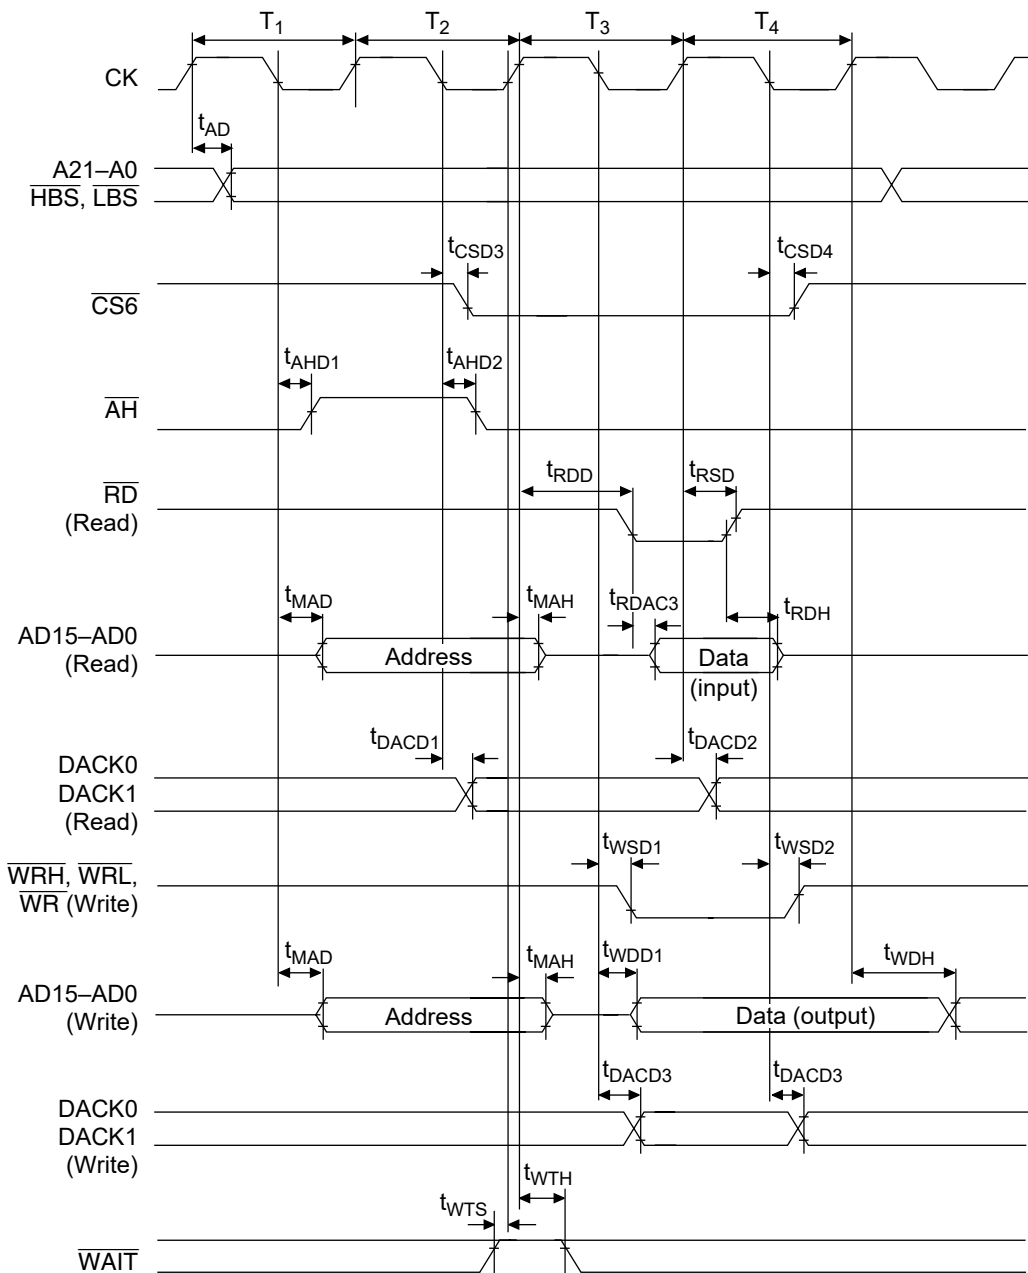 T1 T2 T3 T4
CK
tAD
A21–A0
HBS, LBS
tCSD3 tCSD4
CS6
tAHD1 tAHD2
AH
tRDD tRSD
RD
(Read)
tMAD tMAH tRDAC3 tRDH
AD15–AD0
(Read)
Address
Data
(input)
tDACD1 tDACD2
DACK0
DACK1
(Read)
tWSD1 tWSD2
WRH, WRL,
WR (Write)
tMAD tMAH tWDD1 tWDH
AD15–AD0
(Write)
Address Data (output)
tDACD3 tDACD3
DACK0
DACK1
(Write)
tWTH
tWTS
WAIT